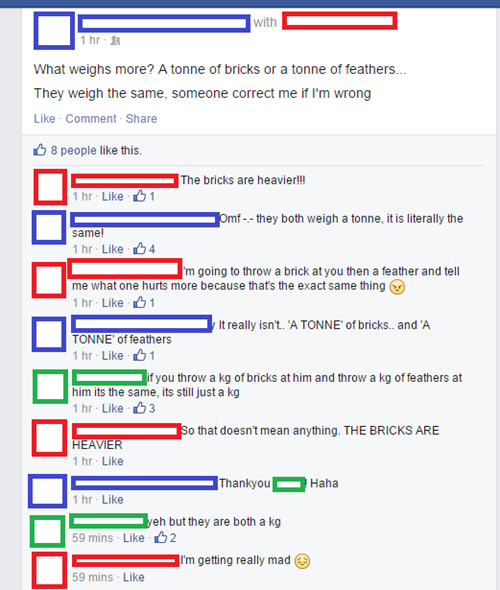 with
1 hr ·
What weighs more? A tonne of bricks or a tonne of feathers...
They weigh the same, someone correct me if I'm wrong
Like · Comment · Share
8 people like this.
The bricks are heavier!!!
1 hr · Like · 1
Omf -.- they both weigh a tonne, it is literally the
same!
1 hr · Like · 4
'm going to throw a brick at you then a feather and tell
me what one hurts more because that's the exact same thing
1 hr · Like · 1
It really isn't.. 'A TONNE' of bricks.. and 'A
TONNE' of feathers
1 hr · Like · 1
if you throw a kg of bricks at him and throw a kg of feathers at
him its the same, its still just a kg
1 hr · Like · 3
So that doesn't mean anything. THE BRICKS ARE
HEAVIER
1 hr · Like
Thankyou ! Haha
1 hr · Like
yeh but they are both a kg
59 mins · Like · 2
I'm getting really mad
59 mins · Like